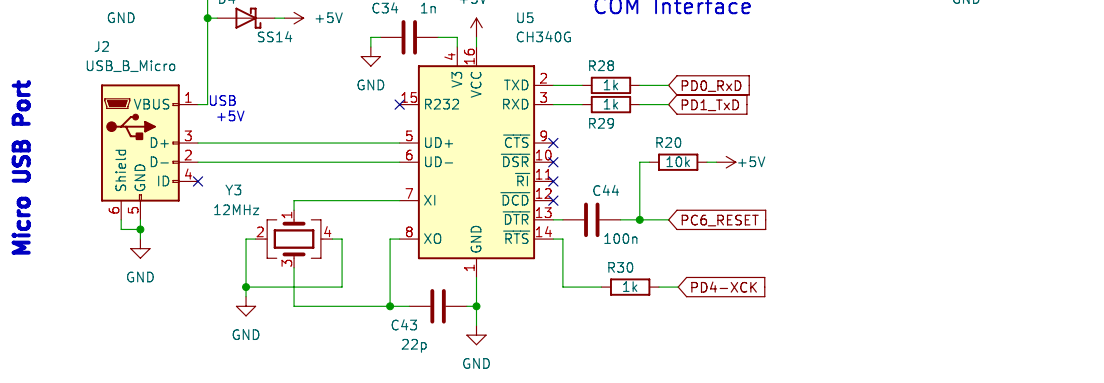 COM Interface
GND
D4
+5V
SS14
C34
1n
+5V
GND
U5
CH340G
J2
USB_B_Micro
GND
4
16
V3
VCC
TXD
2
R28
1k
PD0_RxD
VBUS
1
USB
+5V
15
R232
RXD
3
1k
PD1_TxD
R29
D+
3
5
UD+
CTS
9
D-
2
6
UD-
DSR
10
R20
10k
+5V
Shield
GND
ID
4
RI
11
Y3
12MHz
7
XI
DCD
12
C44
6
5
1
DTR
13
PC6_RESET
2
4
8
XO
GND
RTS
14
100n
3
1
R30
1k
PD4-XCK
GND
GND
C43
22p
GND
Micro USB Port